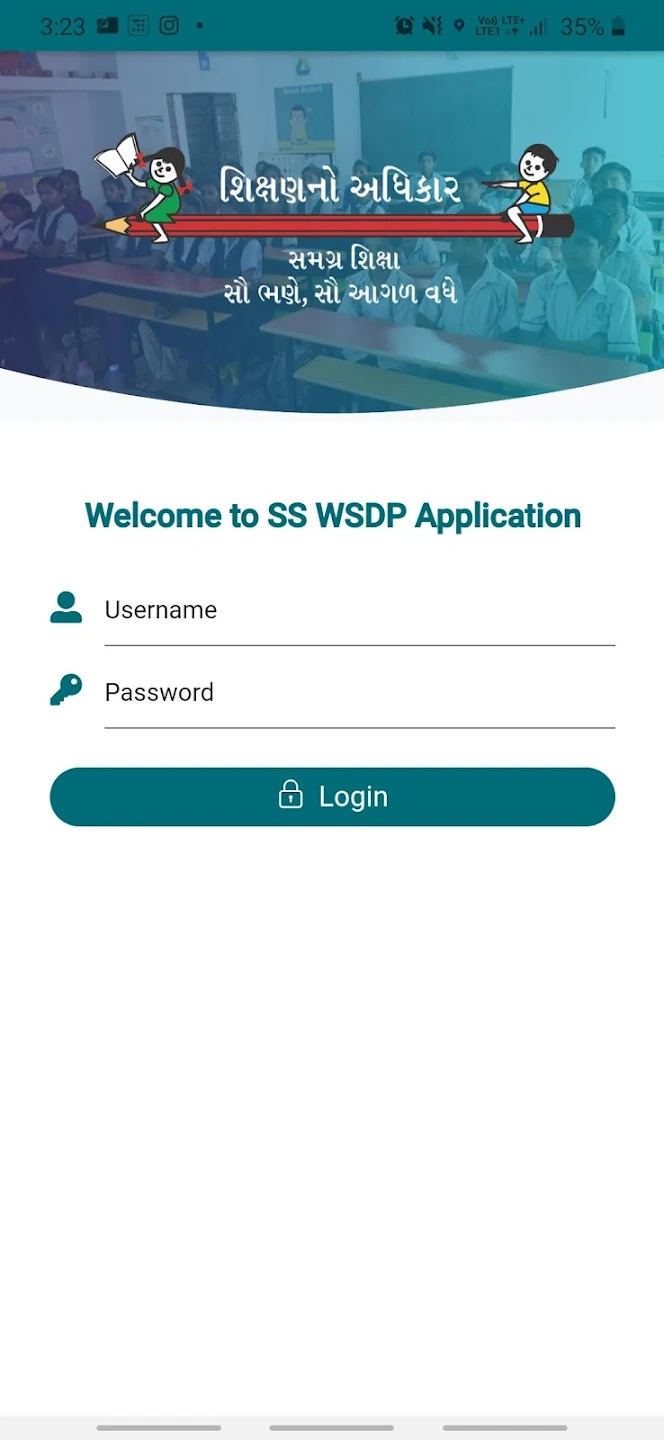 3:23
Vo) LTE+
LTE1
35%
શિક્ષણનો અધિકાર
સમગ્ર શિક્ષા
સૌ ભણે, સૌ આગળ વધે
Welcome to SS WSDP Application
Username
Password
Login